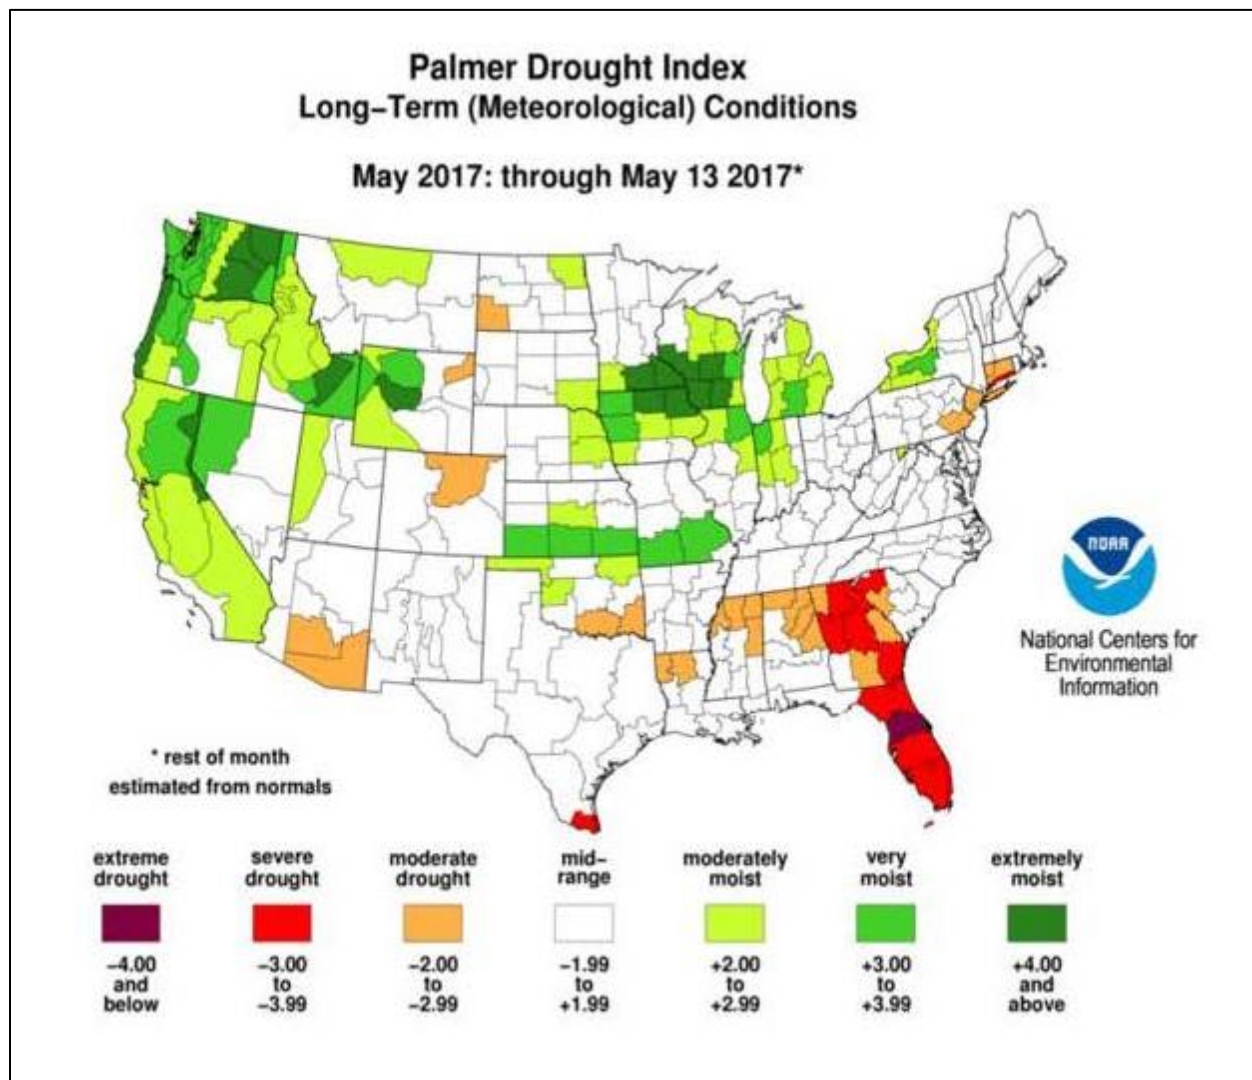 Palmer Drought Index
Long-Term (Meteorological) Conditions
May 2017: through May 13 2017*
NOAA
National Centers for
Environmental
Information
* rest of month
estimated from normals
extreme drought
severe drought
moderate drought
mid-range
moderately moist
very moist
extremely moist
-4.00 and below
-3.00 to -3.99
-2.00 to -2.99
-1.99 to +1.99
+2.00 to +2.99
+3.00 to +3.99
+4.00 and above